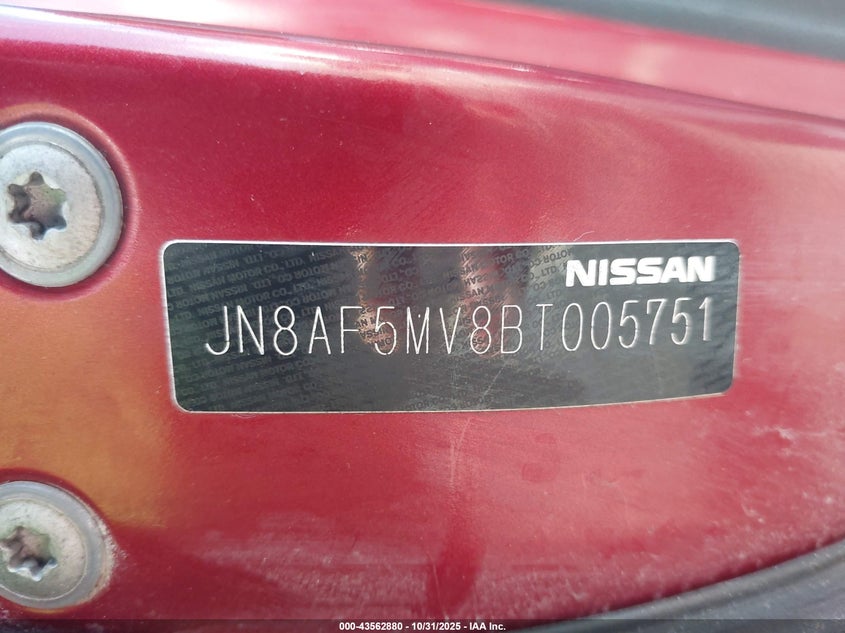 NISSAN
JN8AF5MV8BT005751
000-43562880 - 10/31/2025 - IAA Inc.